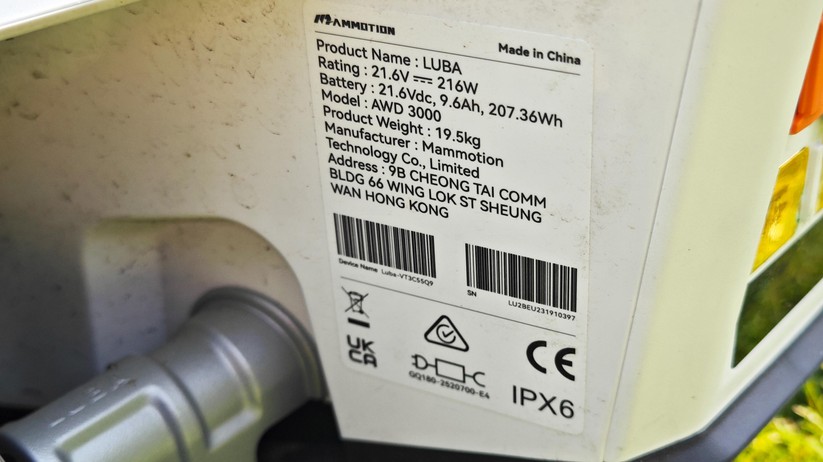 MAMMOTION
Made in China
Product Name : LUBA
Rating : 21.6V ⎓ 216W
Battery : 21.6Vdc, 9.6Ah, 207.36Wh
Model : AWD 3000
Product Weight : 19.5kg
Manufacturer : Mammotion
Technology Co., Limited
Address : 9B CHEONG TAI COMM
BLDG 66 WING LOK ST SHEUNG
WAN HONG KONG
Device Name Luba-VT3C55Q9
SN LU2BEU231910397
UK
CA
CE
GQ180-2520700-E4
IPX6
LUBA